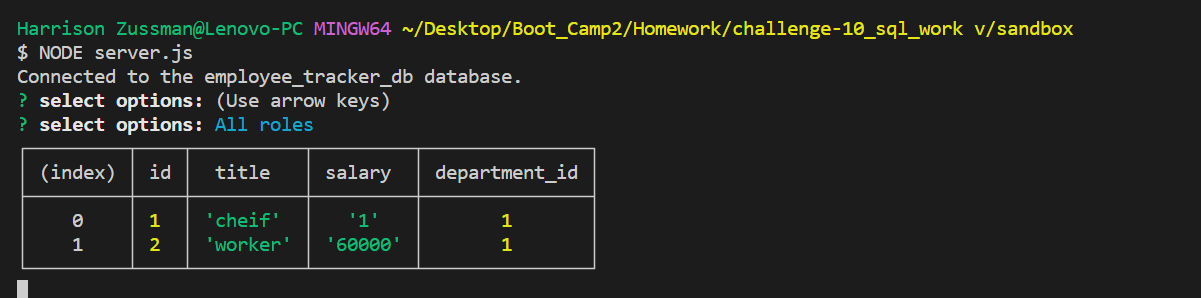 Harrison Zussman@Lenovo-PC MINGW64 ~/Desktop/Boot_Camp2/Homework/challenge-10_sql_work v/sandbox
$ NODE server.js
Connected to the employee_tracker_db database.
? select options: (Use arrow keys)
? select options: All roles
(index) id title salary department_id
0 1 'cheif' '1' 1
1 2 'worker' '60000' 1